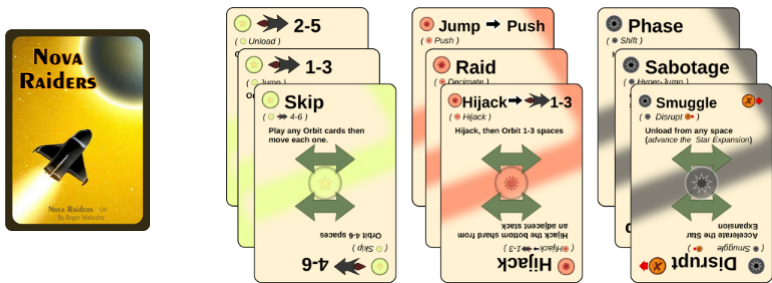 Nova
Raiders
Nova Raiders
By Roger Meloche
2-5
( Unload )
1-3
( Jump )
Skip
( 4-6 )
Play any Orbit cards then
move each one.
4-6
( Skip )
Orbit 4-6 spaces
Jump → Push
( Push )
Raid
( Decimate )
Hijack → 1-3
( Hijack )
Hijack, then Orbit 1-3 spaces
Hijack
( Hijack → 1-3 )
Hijack the bottom shard from
an adjacent stack
Phase
( Shift )
Sabotage
( Hyper-Jump )
Smuggle
X
( Disrupt )
Unload from any space
(advance the Star Expansion)
Disrupt
X
( Smuggle )
Accelerate the Star
Expansion